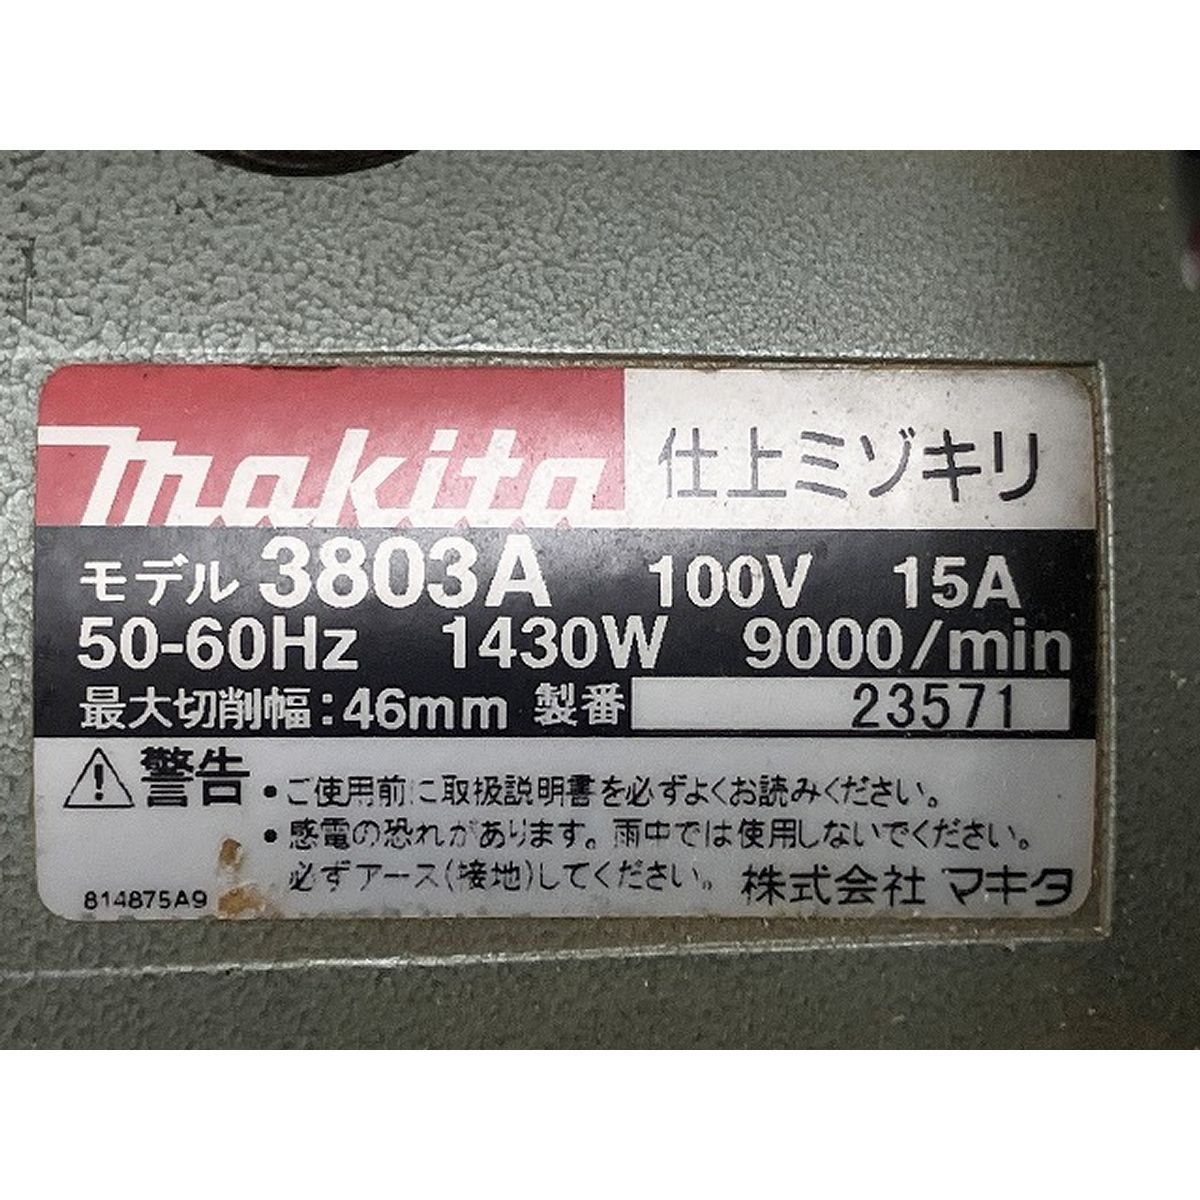 makita 仕上ミゾキリ
モデル 3803A 100V 15A
50-60Hz 1430W 9000/min
最大切削幅:46mm 製番 23571
警告 •ご使用前に取扱説明書を必ずよくお読みください。
•感電の恐れがあります。雨中では使用しないでください。
必ずアース(接地)してください。 株式会社 マキタ
814875A9